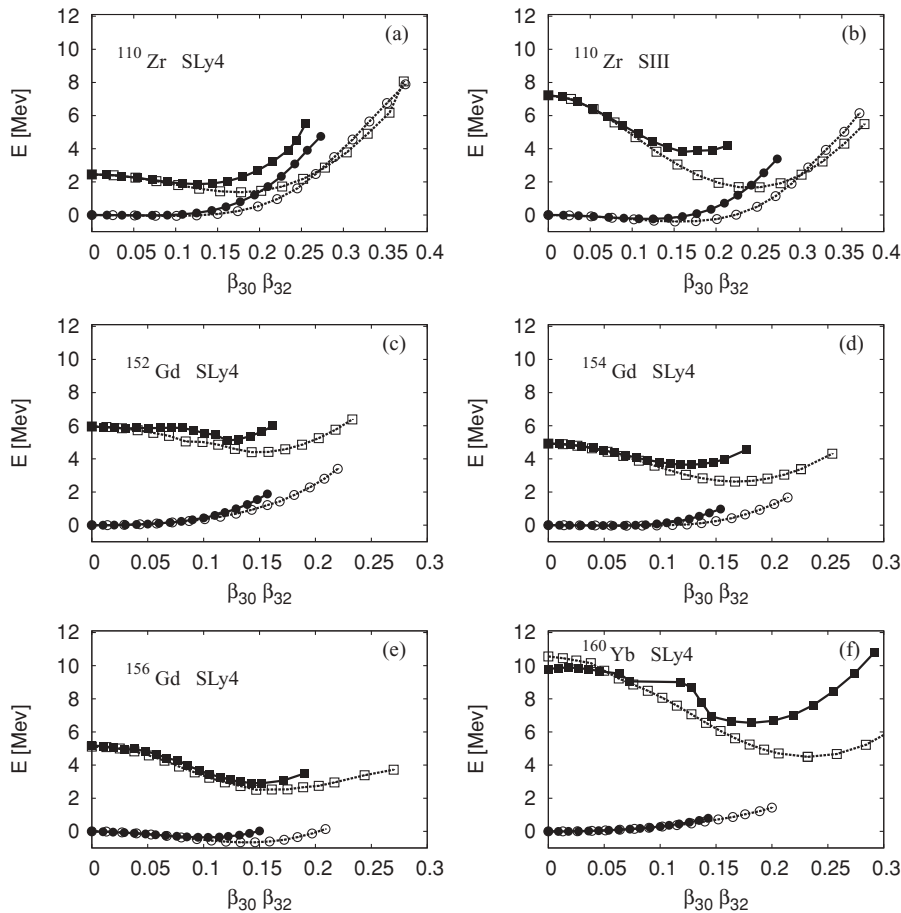 (a)
¹¹⁰Zr SLy4
E [Mev]
12
10
8
6
4
2
0
0 0.05 0.1 0.15 0.2 0.25 0.3 0.35 0.4
β₃₀ β₃₂
(b)
¹¹⁰Zr SIII
E [Mev]
12
10
8
6
4
2
0
0 0.05 0.1 0.15 0.2 0.25 0.3 0.35 0.4
β₃₀ β₃₂
(c)
¹⁵²Gd SLy4
E [Mev]
12
10
8
6
4
2
0
0 0.05 0.1 0.15 0.2 0.25 0.3
β₃₀ β₃₂
(d)
¹⁵⁴Gd SLy4
E [Mev]
12
10
8
6
4
2
0
0 0.05 0.1 0.15 0.2 0.25 0.3
β₃₀ β₃₂
(e)
¹⁵⁶Gd SLy4
E [Mev]
12
10
8
6
4
2
0
0 0.05 0.1 0.15 0.2 0.25 0.3
β₃₀ β₃₂
(f)
¹⁶⁰Yb SLy4
E [Mev]
12
10
8
6
4
2
0
0 0.05 0.1 0.15 0.2 0.25 0.3
β₃₀ β₃₂